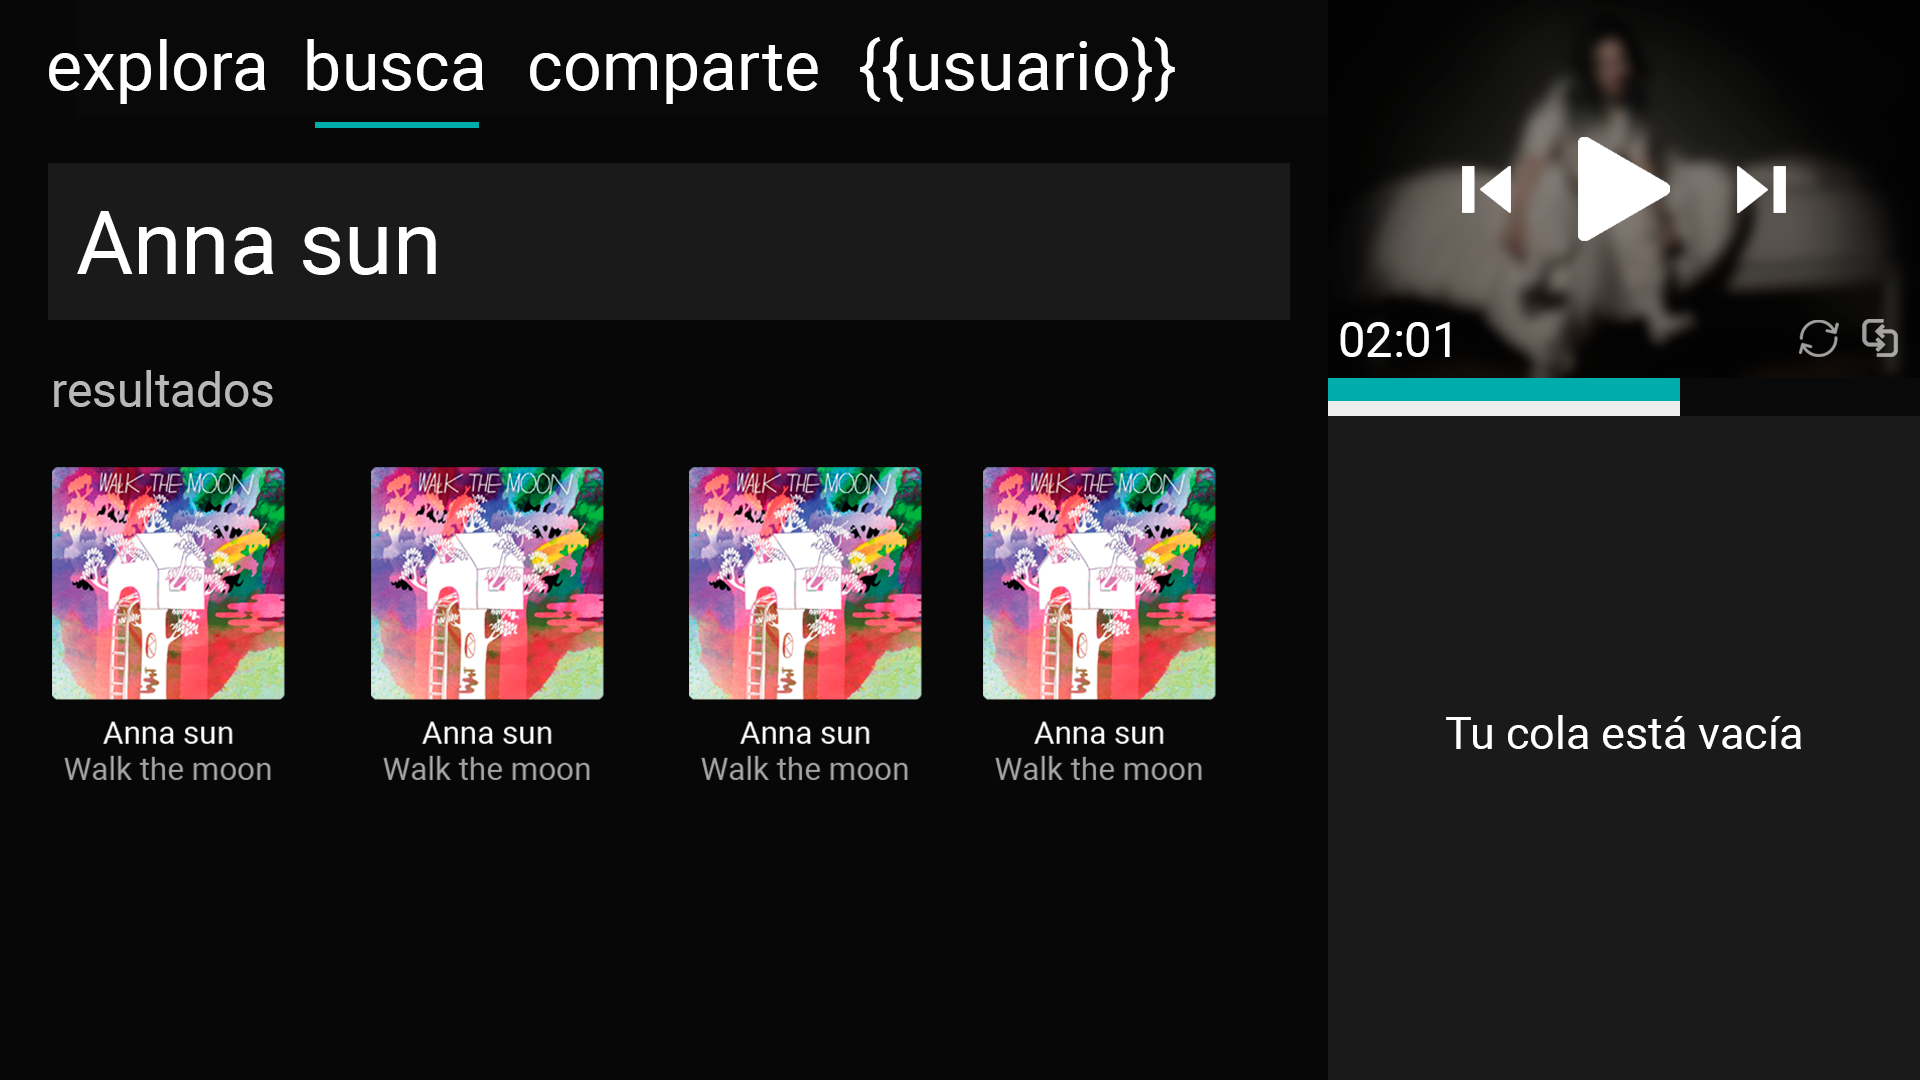 explora busca comparte {{usuario}}
Anna sun
resultados
WALK THE MOON
WALK THE MOON
WALK THE MOON
WALK THE MOON
Anna sun
Walk the moon
Anna sun
Walk the moon
Anna sun
Walk the moon
Anna sun
Walk the moon
02:01
Tu cola está vacía